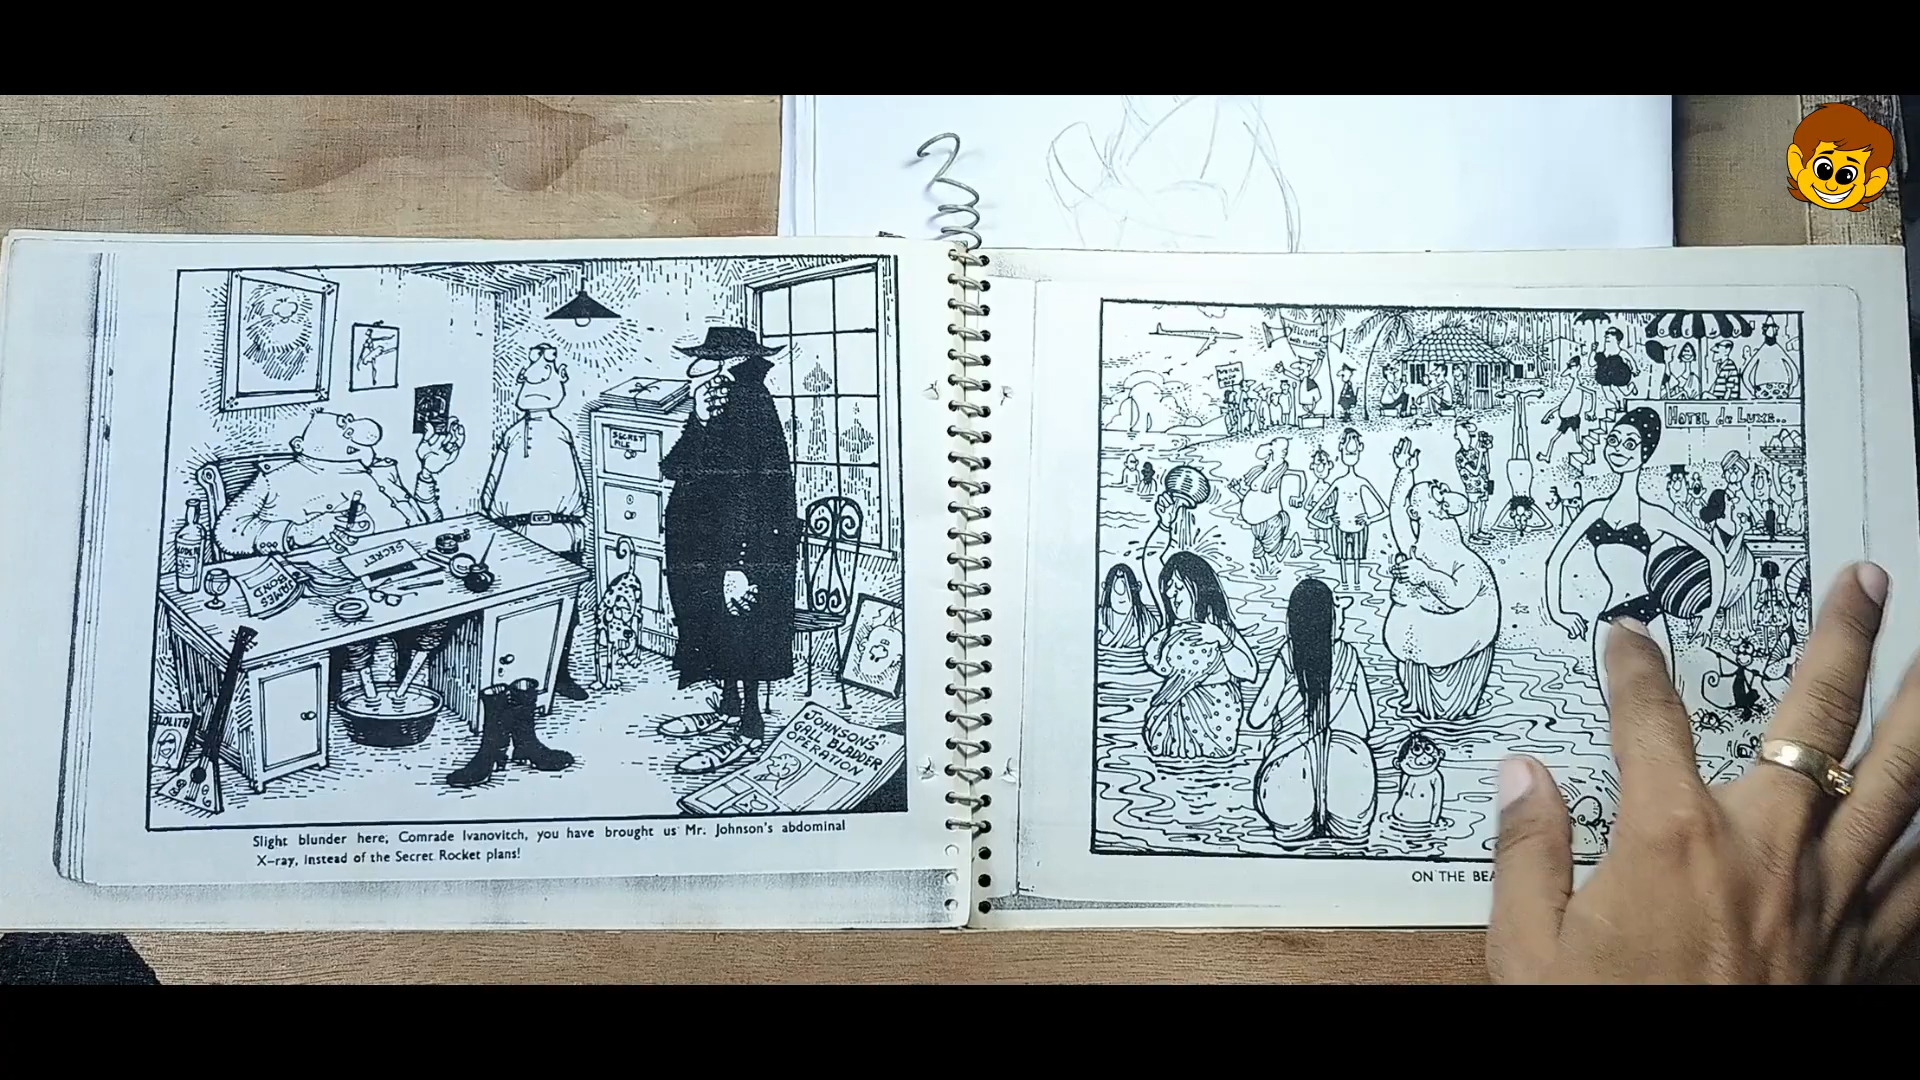 SECRET
FILE
SECRET
JAMES
BOND
LOLITA
JOHNSON'S
GALL BLADDER
OPERATION
Slight blunder here, Comrade Ivanovitch, you have brought us Mr. Johnson's abdominal
X-ray, instead of the Secret Rocket plans!
WELCOME
HOTEL de LUXE..
ON THE BEA